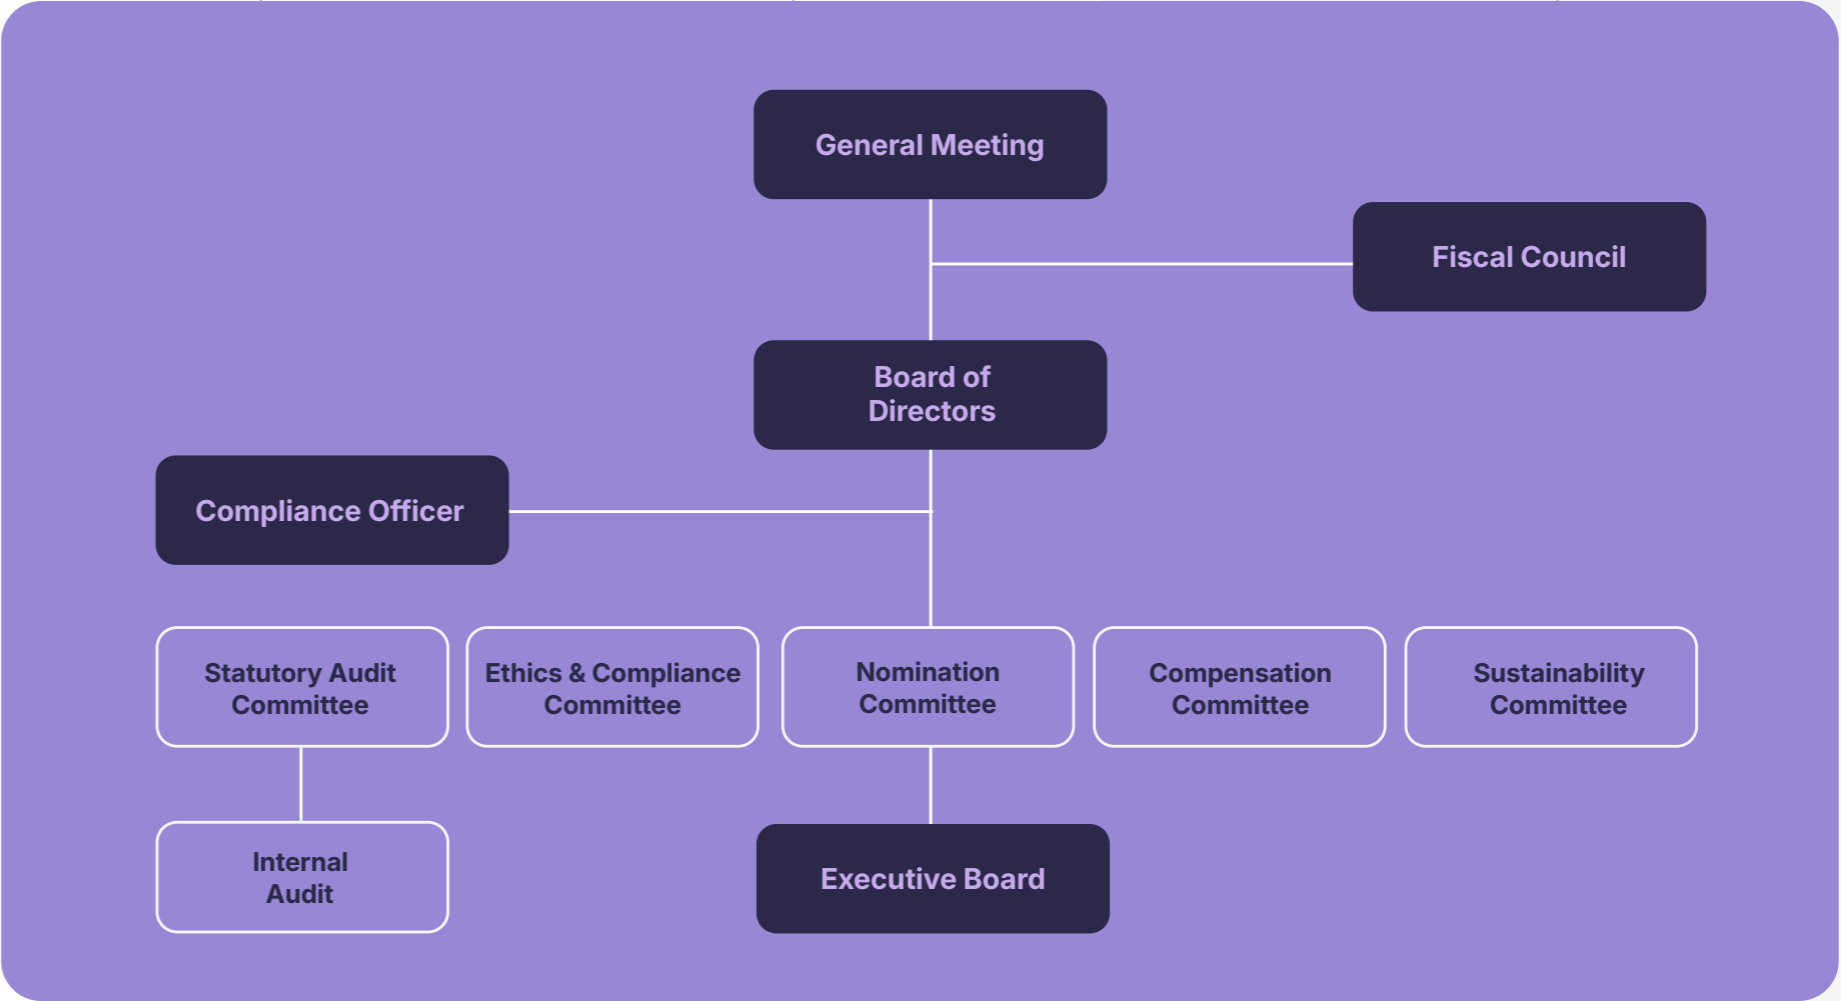 General Meeting
Fiscal Council
Board of
Directors
Compliance Officer
Statutory Audit
Committee
Ethics & Compliance
Committee
Nomination
Committee
Compensation
Committee
Sustainability
Committee
Internal
Audit
Executive Board